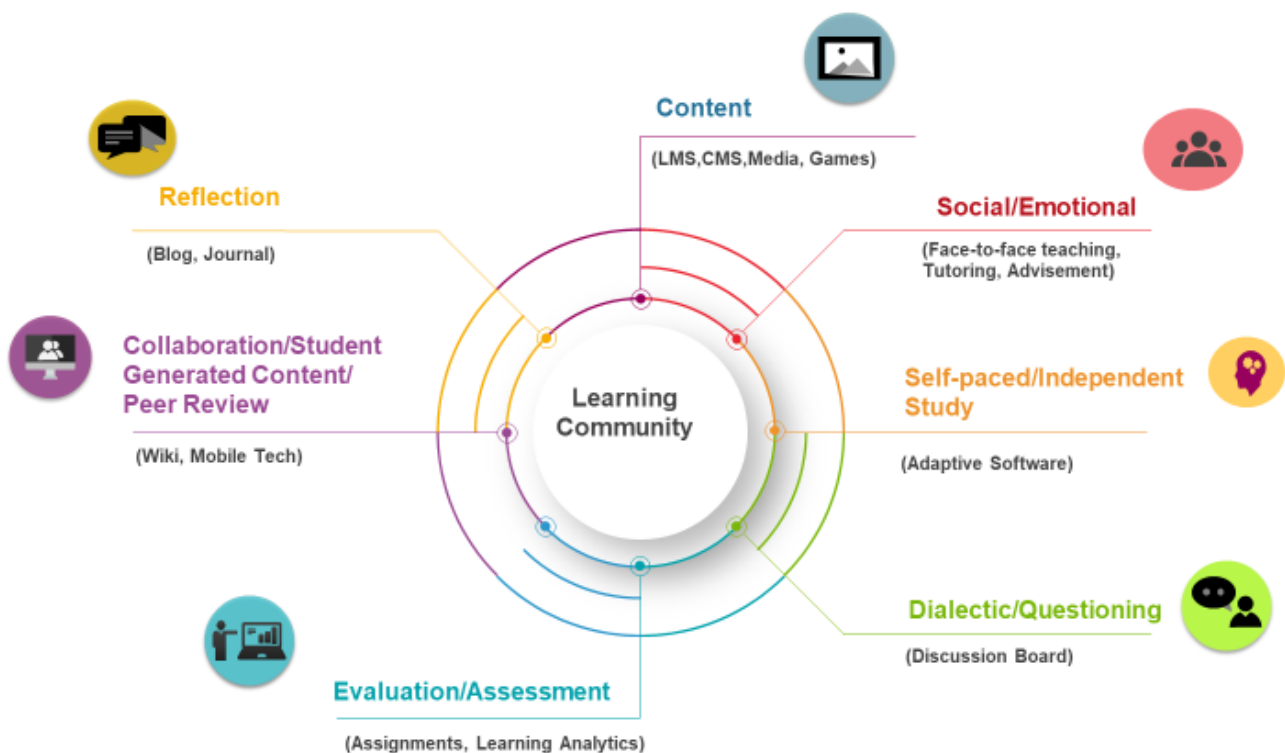 Content
(LMS,CMS,Media, Games)
Social/Emotional
(Face-to-face teaching,
Tutoring, Advisement)
Self-paced/Independent
Study
(Adaptive Software)
Dialectic/Questioning
(Discussion Board)
Evaluation/Assessment
(Assignments, Learning Analytics)
Collaboration/Student
Generated Content/
Peer Review
(Wiki, Mobile Tech)
Reflection
(Blog, Journal)
Learning
Community